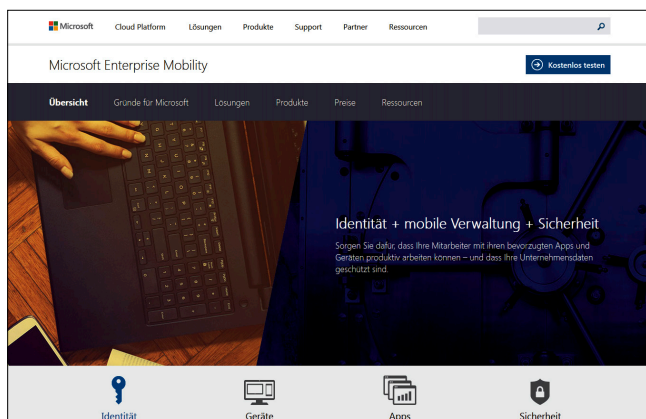 Microsoft Cloud Platform Lösungen Produkte Support Partner Ressourcen
Microsoft Enterprise Mobility
Kostenlos testen
Übersicht Gründe für Microsoft Lösungen Produkte Preise Ressourcen
Identität + mobile Verwaltung + Sicherheit
Sorgen Sie dafür, dass Ihre Mitarbeiter mit ihren bevorzugten Apps und
Geräten produktiv arbeiten können – und dass Ihre Unternehmensdaten
geschützt sind.
Identität Geräte Apps Sicherheit